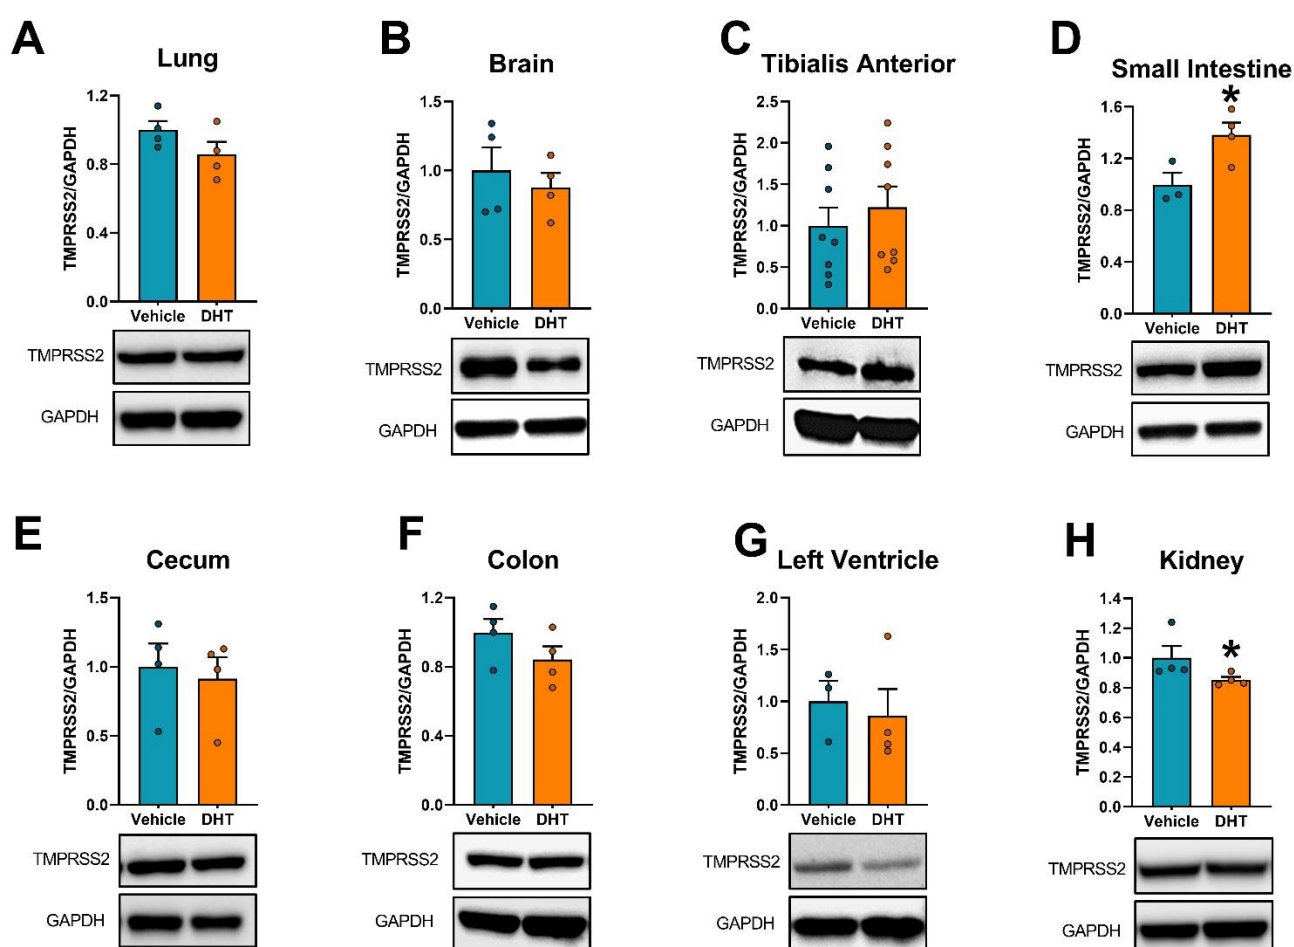 A
Lung
TMPRSS2/GAPDH
1.2
0.8
0.4
0.0
Vehicle DHT
TMPRSS2
GAPDH
B
Brain
TMPRSS2/GAPDH
1.5
1.0
0.5
0.0
Vehicle DHT
TMPRSS2
GAPDH
C
Tibialis Anterior
TMPRSS2/GAPDH
2.5
2.0
1.5
1.0
0.5
0.0
Vehicle DHT
TMPRSS2
GAPDH
D
Small Intestine
*
TMPRSS2/GAPDH
1.6
1.2
0.8
0.4
0.0
Vehicle DHT
TMPRSS2
GAPDH
E
Cecum
TMPRSS2/GAPDH
1.5
1.0
0.5
0.0
Vehicle DHT
TMPRSS2
GAPDH
F
Colon
TMPRSS2/GAPDH
1.2
0.8
0.4
0.0
Vehicle DHT
TMPRSS2
GAPDH
G
Left Ventricle
TMPRSS2/GAPDH
2.0
1.5
1.0
0.5
0.0
Vehicle DHT
TMPRSS2
GAPDH
H
Kidney
*
TMPRSS2/GAPDH
1.4
1.2
1.0
0.8
0.6
0.4
0.2
0.0
Vehicle DHT
TMPRSS2
GAPDH